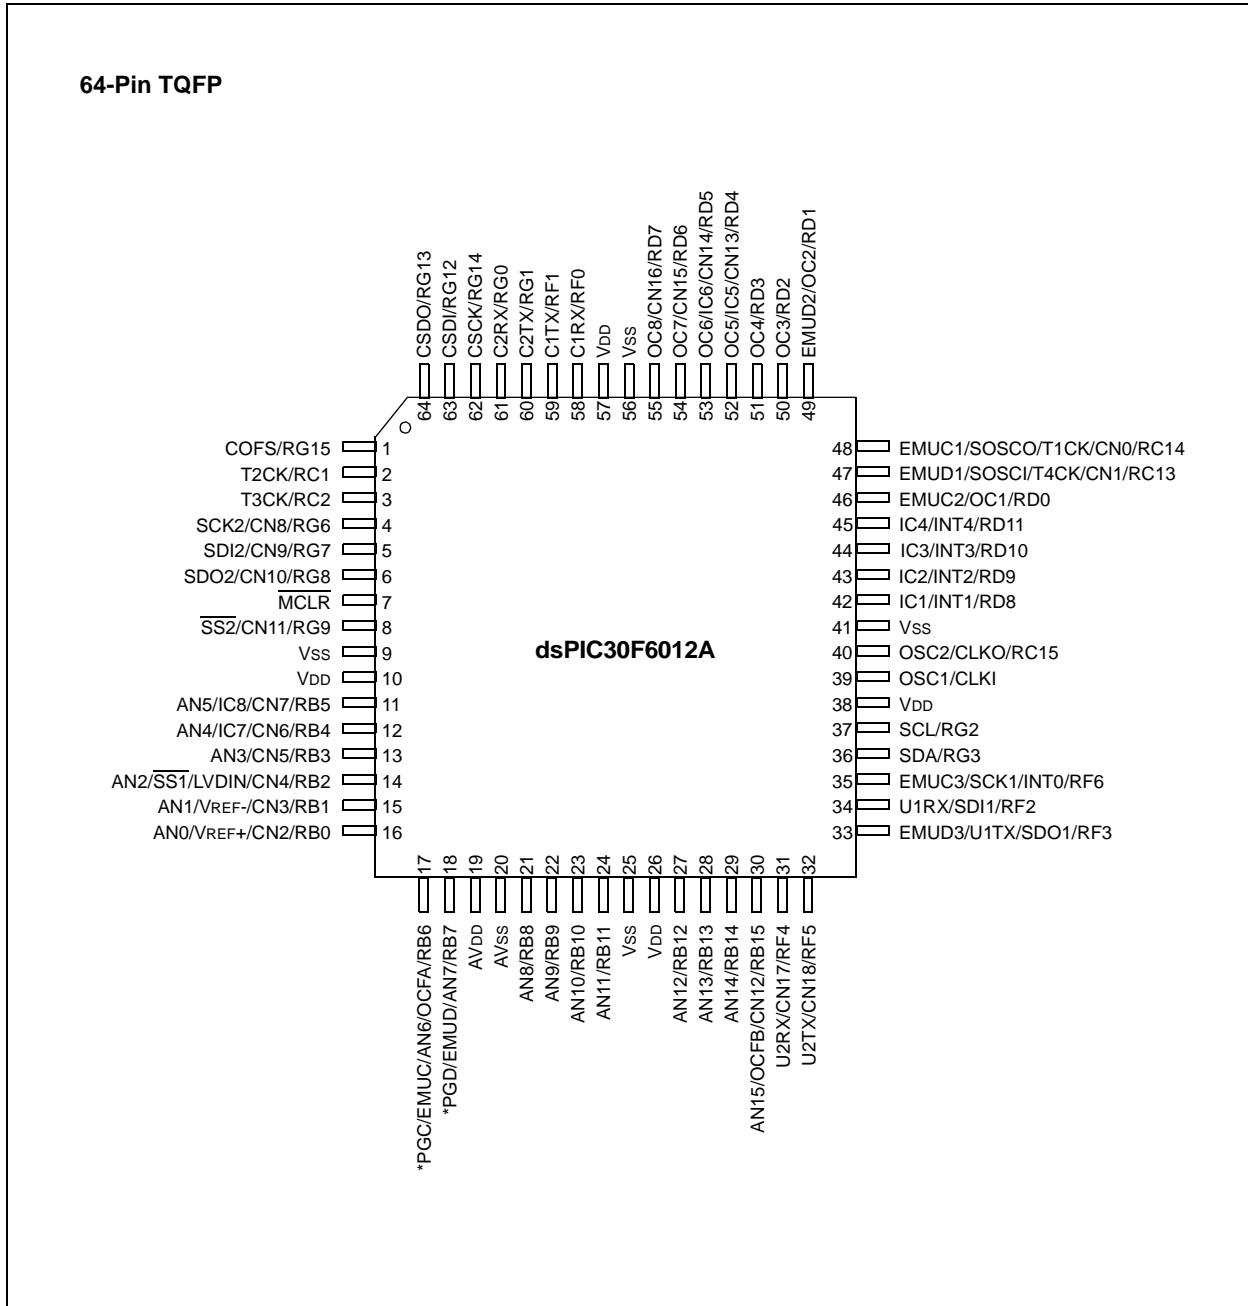 64-Pin TQFP
CSDO/RG13
CSDI/RG12
CSCK/RG14
C2RX/RG0
C2TX/RG1
C1TX/RF1
C1RX/RF0
VDD
VSS
OC8/CN16/RD7
OC7/CN15/RD6
OC6/IC6/CN14/RD5
OC5/IC5/CN13/RD4
OC4/RD3
OC3/RD2
EMUD2/OC2/RD1
64 63 62 61 60 59 58 57 56 55 54 53 52 51 50 49
COFS/RG15 1
T2CK/RC1 2
T3CK/RC2 3
SCK2/CN8/RG6 4
SDI2/CN9/RG7 5
SDO2/CN10/RG8 6
MCLR 7
SS2/CN11/RG9 8
VSS 9
VDD 10
AN5/IC8/CN7/RB5 11
AN4/IC7/CN6/RB4 12
AN3/CN5/RB3 13
AN2/SS1/LVDIN/CN4/RB2 14
AN1/VREF-/CN3/RB1 15
AN0/VREF+/CN2/RB0 16
dsPIC30F6012A
48 EMUC1/SOSCO/T1CK/CN0/RC14
47 EMUD1/SOSCI/T4CK/CN1/RC13
46 EMUC2/OC1/RD0
45 IC4/INT4/RD11
44 IC3/INT3/RD10
43 IC2/INT2/RD9
42 IC1/INT1/RD8
41 VSS
40 OSC2/CLKO/RC15
39 OSC1/CLKI
38 VDD
37 SCL/RG2
36 SDA/RG3
35 EMUC3/SCK1/INT0/RF6
34 U1RX/SDI1/RF2
33 EMUD3/U1TX/SDO1/RF3
17 18 19 20 21 22 23 24 25 26 27 28 29 30 31 32
*PGC/EMUC/AN6/OCFA/RB6
*PGD/EMUD/AN7/RB7
AVDD
AVSS
AN8/RB8
AN9/RB9
AN10/RB10
AN11/RB11
VSS
VDD
AN12/RB12
AN13/RB13
AN14/RB14
AN15/OCFB/CN12/RB15
U2RX/CN17/RF4
U2TX/CN18/RF5